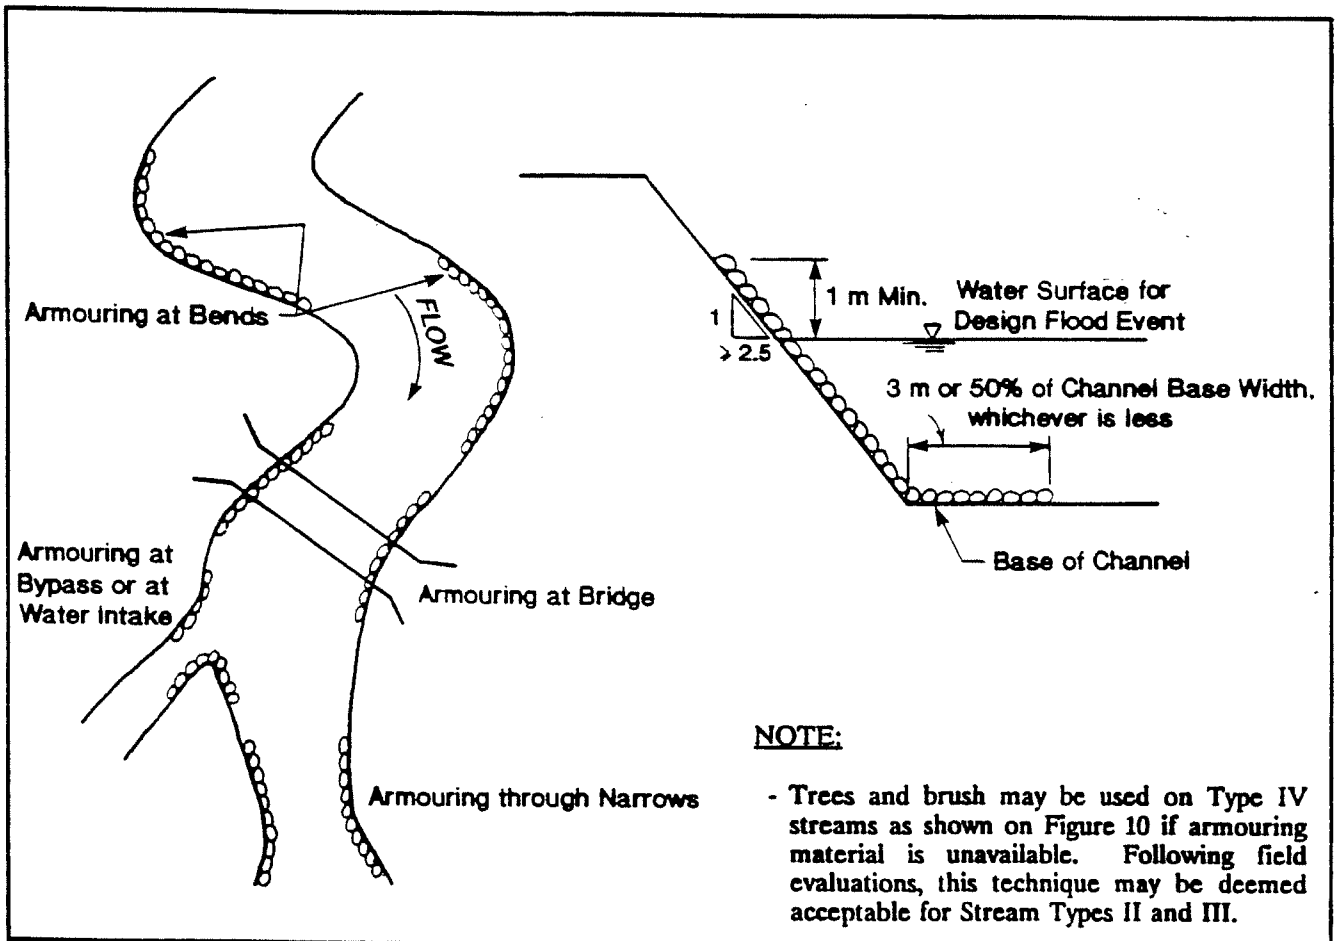 Armouring at Bends
FLOW
Armouring at
Bypass or at
Water Intake
Armouring at Bridge
Armouring through Narrows
1 m Min.
Water Surface for
Design Flood Event
1
≥ 2.5
3 m or 50% of Channel Base Width,
whichever is less
Base of Channel
NOTE:
- Trees and brush may be used on Type IV
streams as shown on Figure 10 if armouring
material is unavailable. Following field
evaluations, this technique may be deemed
acceptable for Stream Types II and III.